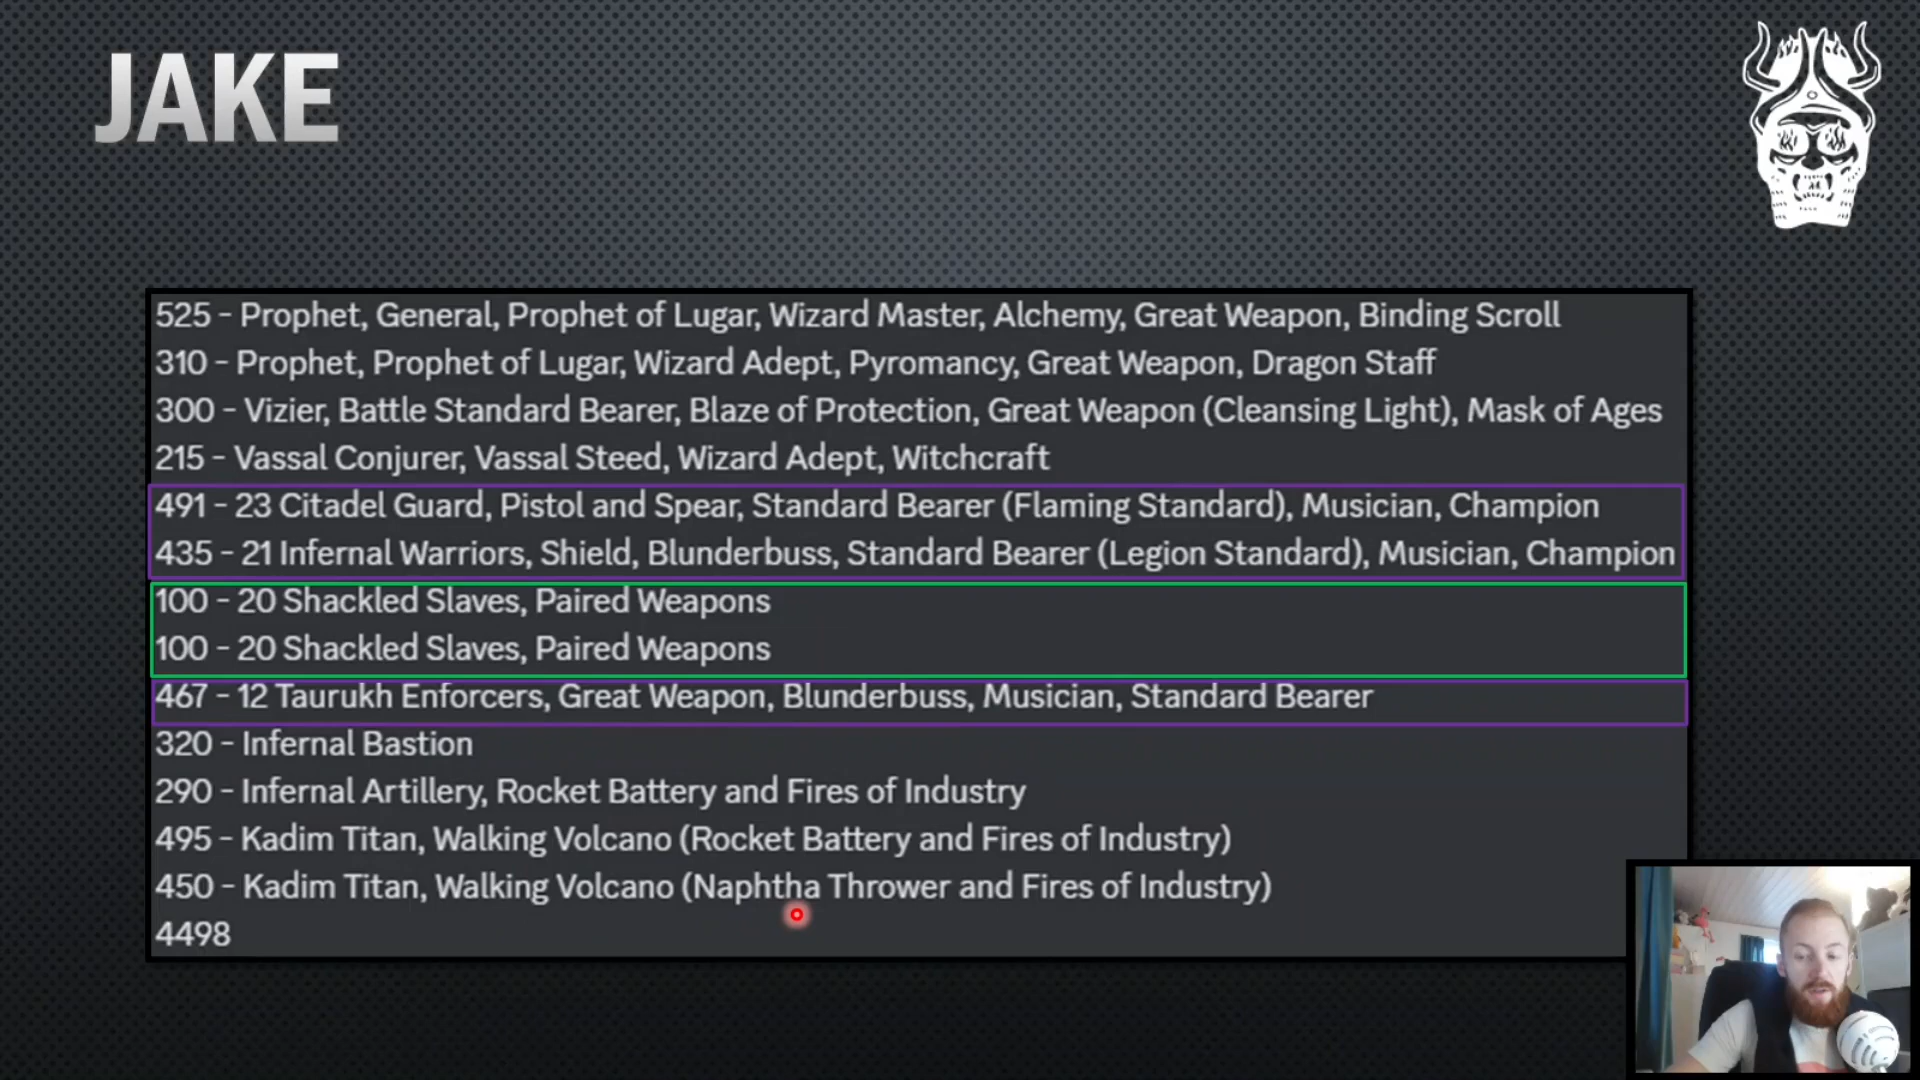 JAKE
525 - Prophet, General, Prophet of Lugar, Wizard Master, Alchemy, Great Weapon, Binding Scroll
310 - Prophet, Prophet of Lugar, Wizard Adept, Pyromancy, Great Weapon, Dragon Staff
300 - Vizier, Battle Standard Bearer, Blaze of Protection, Great Weapon (Cleansing Light), Mask of Ages
215 - Vassal Conjurer, Vassal Steed, Wizard Adept, Witchcraft
491 - 23 Citadel Guard, Pistol and Spear, Standard Bearer (Flaming Standard), Musician, Champion
435 - 21 Infernal Warriors, Shield, Blunderbuss, Standard Bearer (Legion Standard), Musician, Champion
100 - 20 Shackled Slaves, Paired Weapons
100 - 20 Shackled Slaves, Paired Weapons
467 - 12 Taurukh Enforcers, Great Weapon, Blunderbuss, Musician, Standard Bearer
320 - Infernal Bastion
290 - Infernal Artillery, Rocket Battery and Fires of Industry
495 - Kadim Titan, Walking Volcano (Rocket Battery and Fires of Industry)
450 - Kadim Titan, Walking Volcano (Naphtha Thrower and Fires of Industry)
4498